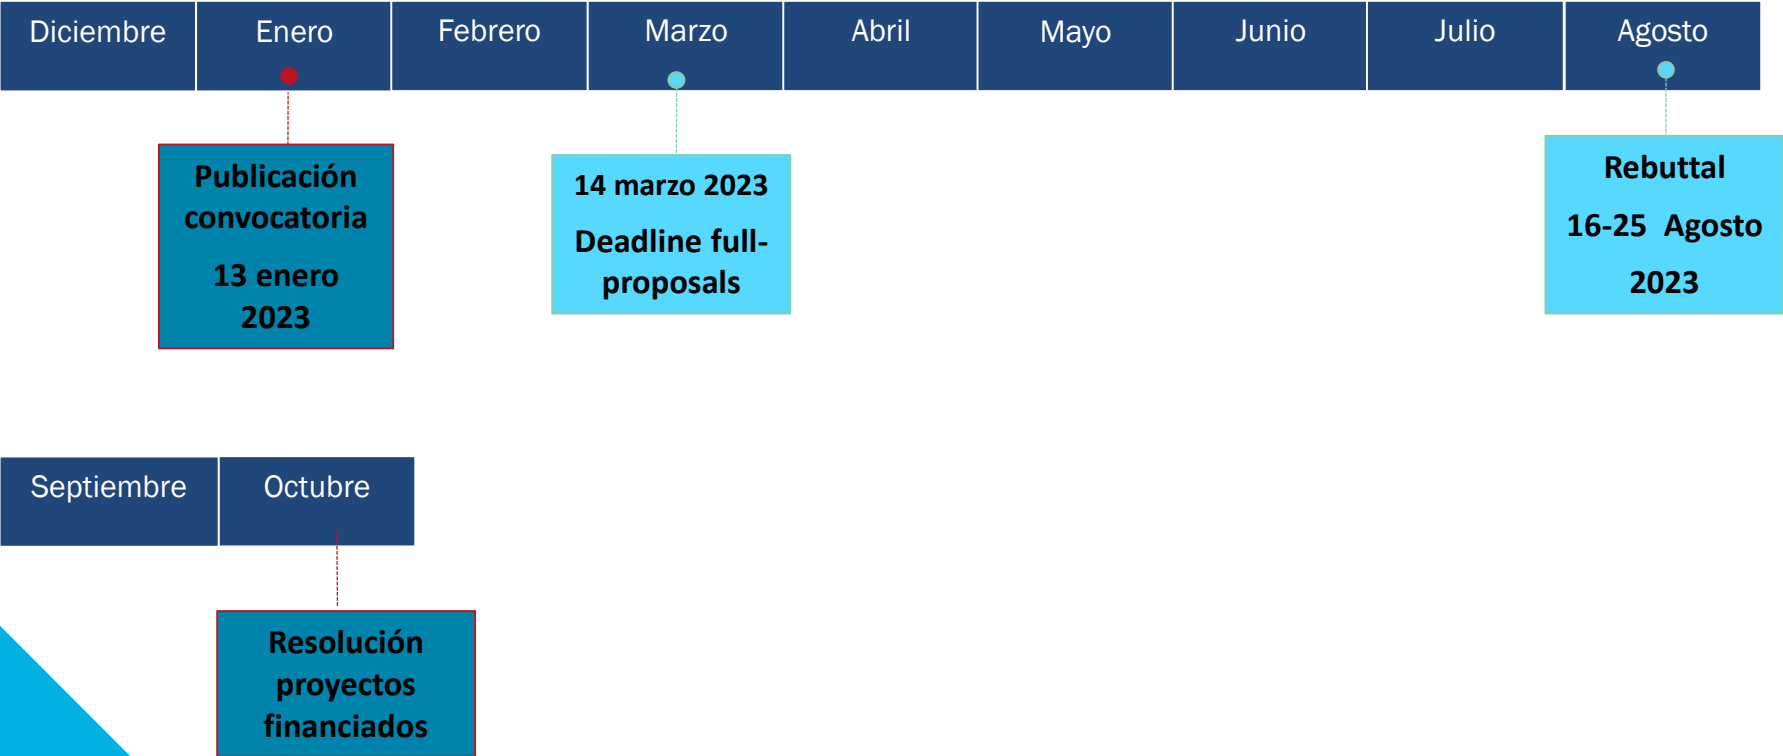 Diciembre Enero Febrero Marzo Abril Mayo Junio Julio Agosto
Publicación
convocatoria
13 enero
2023
14 marzo 2023
Deadline full-
proposals
Rebuttal
16-25 Agosto
2023
Septiembre Octubre
Resolución
proyectos
financiados